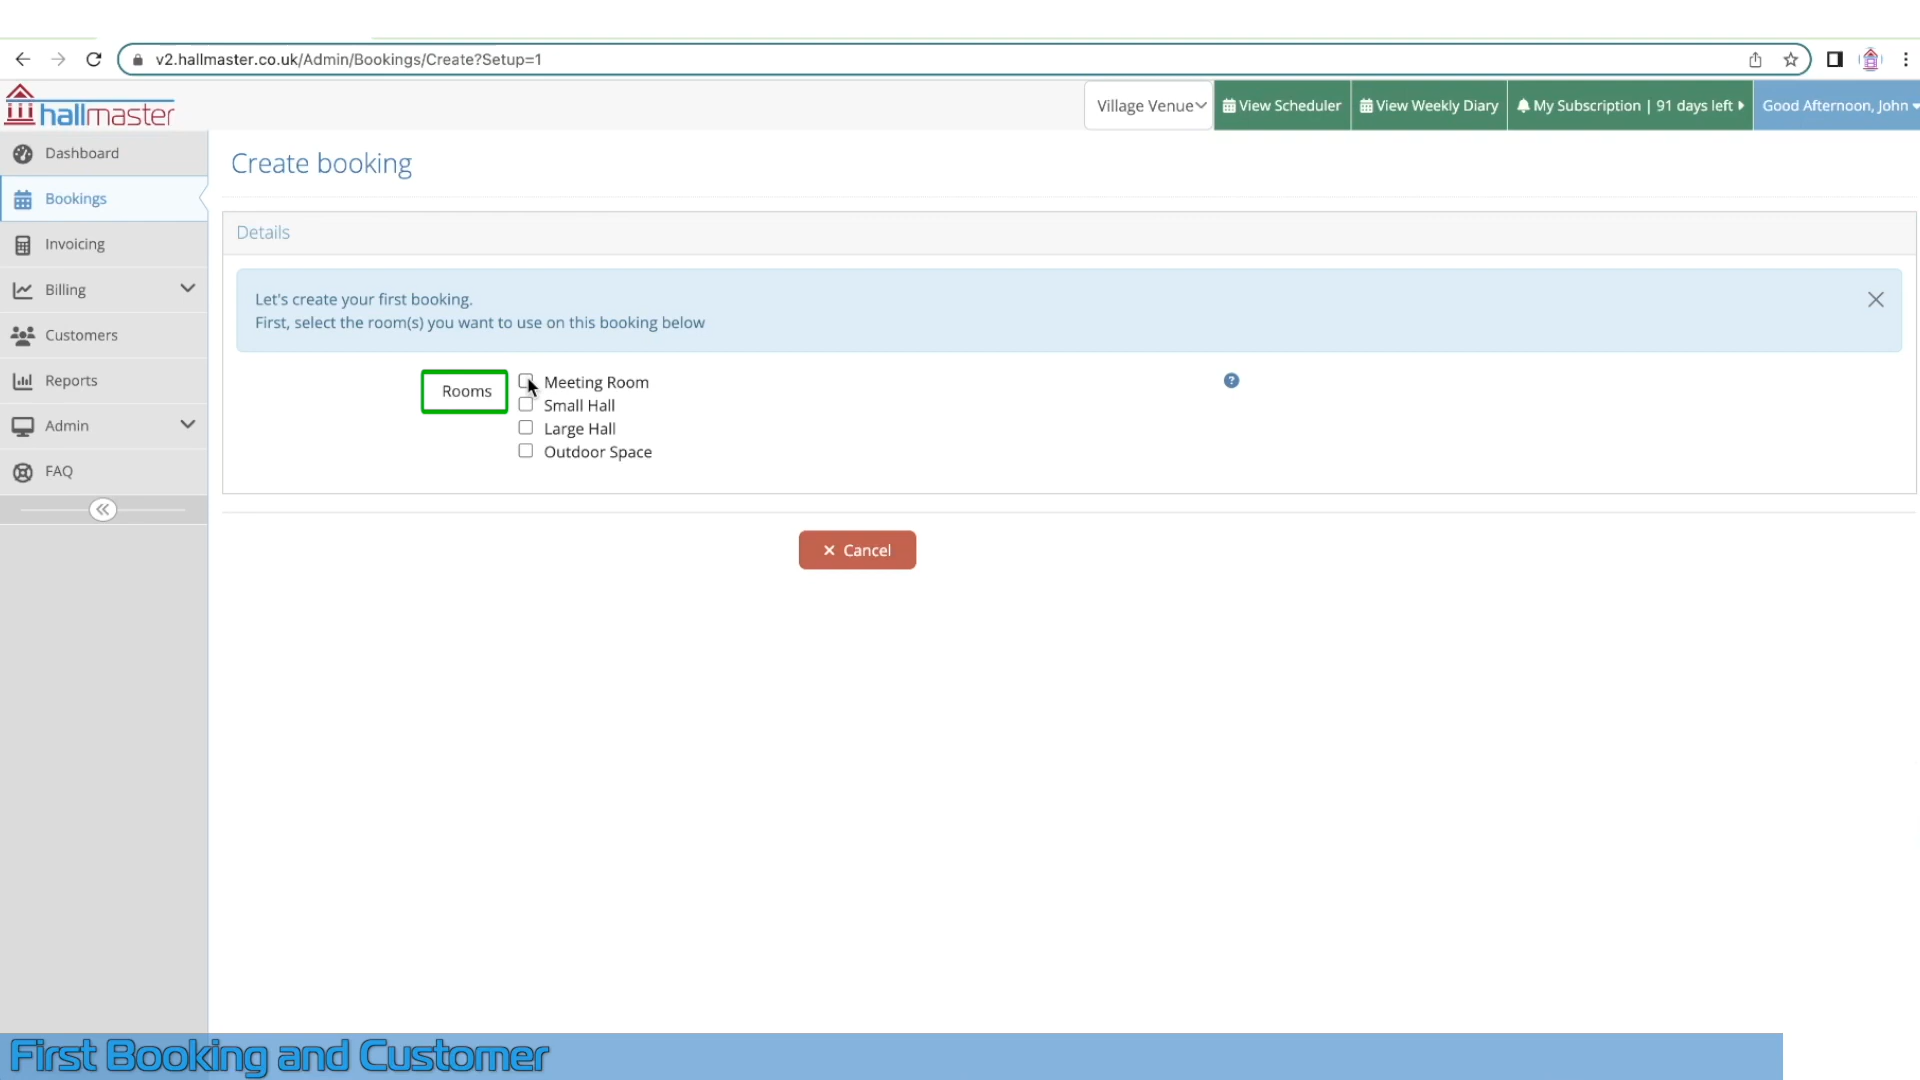 v2.hallmaster.co.uk/Admin/Bookings/Create?Setup=1
hallmaster
Village Venue
View Scheduler
View Weekly Diary
My Subscription | 91 days left
Good Afternoon, John
Dashboard
Bookings
Invoicing
Billing
Customers
Reports
Admin
FAQ
Create booking
Details
Let's create your first booking.
First, select the room(s) you want to use on this booking below
Rooms
Meeting Room
Small Hall
Large Hall
Outdoor Space
?
× Cancel
First Booking and Customer